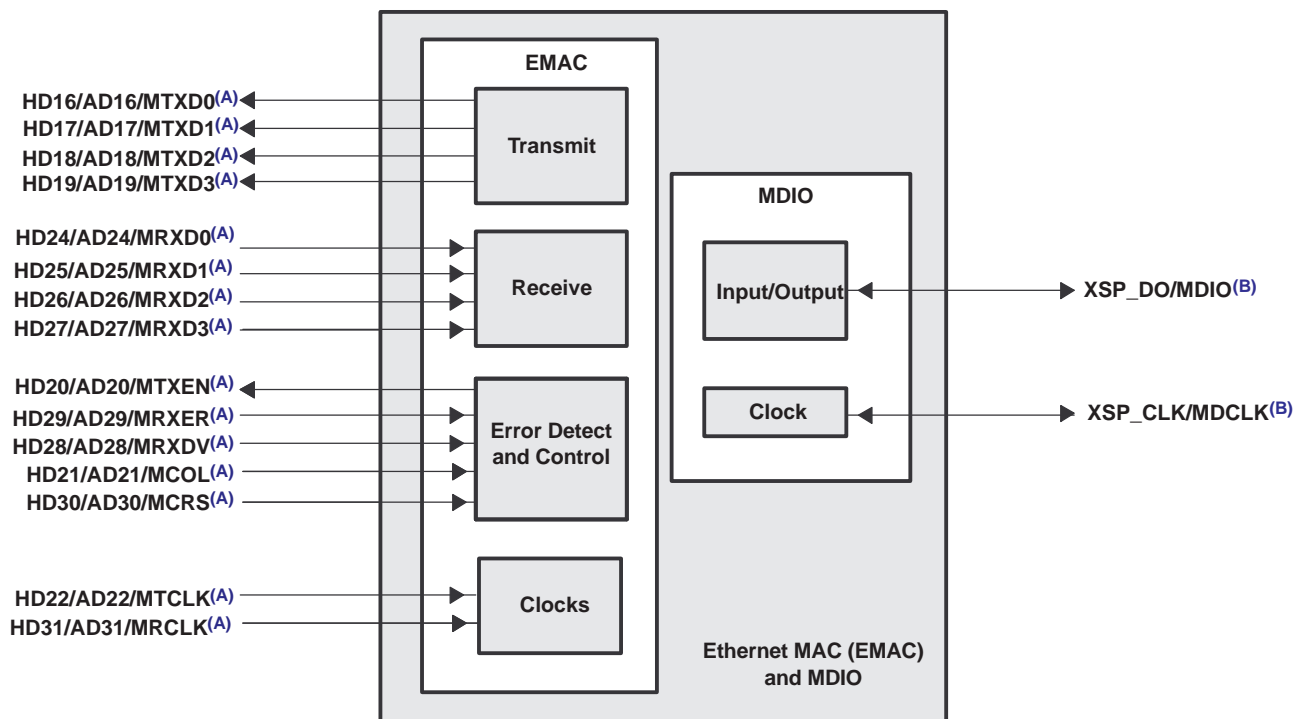 EMAC
HD16/AD16/MTXD0(A)
HD17/AD17/MTXD1(A)
HD18/AD18/MTXD2(A)
HD19/AD19/MTXD3(A)
Transmit
HD24/AD24/MRXD0(A)
HD25/AD25/MRXD1(A)
HD26/AD26/MRXD2(A)
HD27/AD27/MRXD3(A)
Receive
HD20/AD20/MTXEN(A)
HD29/AD29/MRXER(A)
HD28/AD28/MRXDV(A)
HD21/AD21/MCOL(A)
HD30/AD30/MCRS(A)
Error Detect
and Control
HD22/AD22/MTCLK(A)
HD31/AD31/MRCLK(A)
Clocks
MDIO
Input/Output
XSP_DO/MDIO(B)
Clock
XSP_CLK/MDCLK(B)
Ethernet MAC (EMAC)
and MDIO